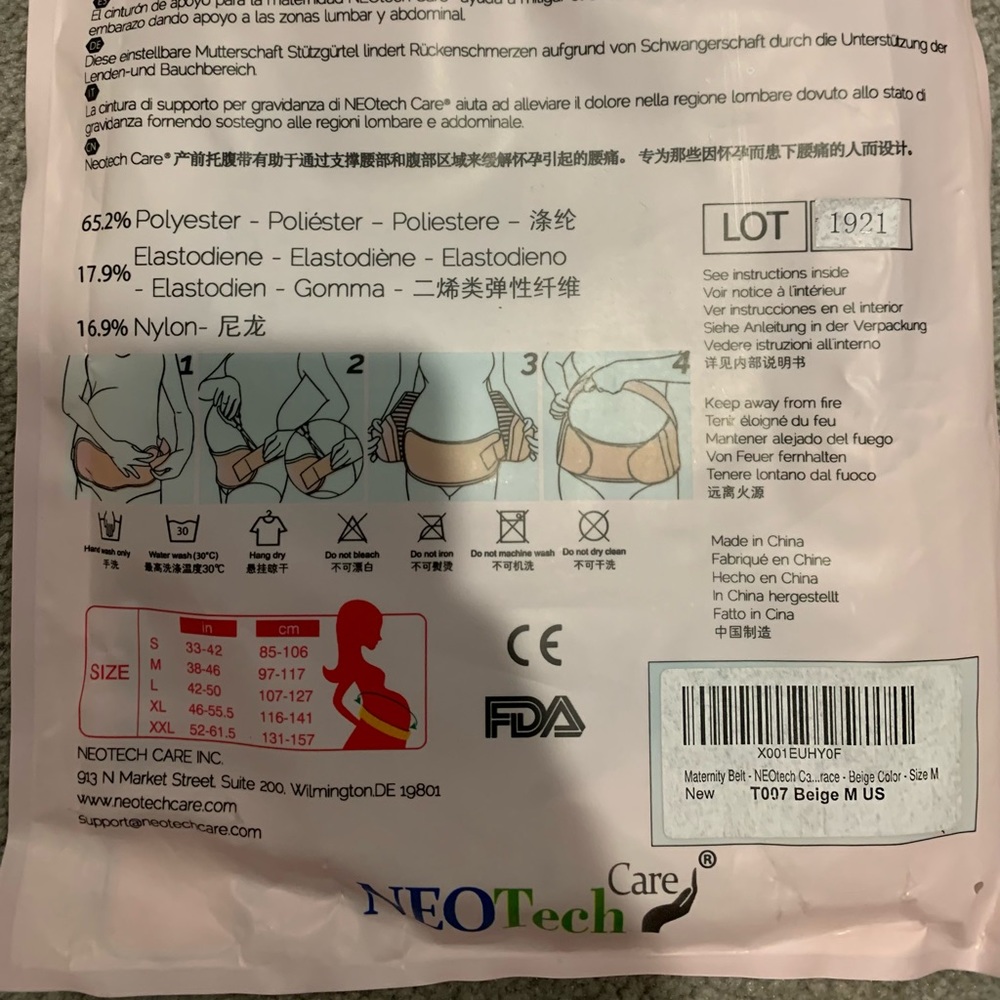 El cinturón de apoyo para la maternidad NEOtech Care® ayuda a mitigar
embarazo dando apoyo a las zonas lumbar y abdominal.
DE
Diese einstellbare Mutterschaft Stützgürtel lindert Rückenschmerzen aufgrund von Schwangerschaft durch die Unterstützung der
Lenden-und Bauchbereich.
IT
La cintura di supporto per gravidanza di NEOtech Care® aiuta ad alleviare il dolore nella regione lombare dovuto allo stato di
gravidanza fornendo sostegno alle regioni lombare e addominale.
CN
Neotech Care® 产前托腹带有助于通过支撑腰部和腹部区域来缓解怀孕引起的腰痛。 专为那些因怀孕而患下腰痛的人而设计。
65.2% Polyester - Poliéster - Poliestere - 涤纶
17.9% Elastodiene - Elastodiène - Elastodieno
- Elastodien - Gomma - 二烯类弹性纤维
16.9% Nylon- 尼龙
LOT 1921
See instructions inside
Voir notice à l'intérieur
Ver instrucciones en el interior
Siehe Anleitung in der Verpackung
Vedere istruzioni all'interno
详见内部说明书
Keep away from fire
Tenir éloigné du feu
Mantener alejado del fuego
Von Feuer fernhalten
Tenere lontano dal fuoco
远离火源
Made in China
Fabriqué en Chine
Hecho en China
In China hergestellt
Fatto in Cina
中国制造
1 2 3 4
30
Hand wash only
手洗
Water wash (30°C)
最高洗涤温度30°C
Hang dry
悬挂晾干
Do not bleach
不可漂白
Do not iron
不可熨烫
Do not machine wash
不可机洗
Do not dry clean
不可干洗
SIZE
in cm
S 33-42 85-106
M 38-46 97-117
L 42-50 107-127
XL 46-55.5 116-141
XXL 52-61.5 131-157
CE
FDA
NEOTECH CARE INC.
913 N Market Street, Suite 200, Wilmington,DE 19801
www.neotechcare.com
support@neotechcare.com
X001EUHY0F
Maternity Belt - NEOtech Ca...race - Beige Color - Size M
New T007 Beige M US
NEOTech Care®